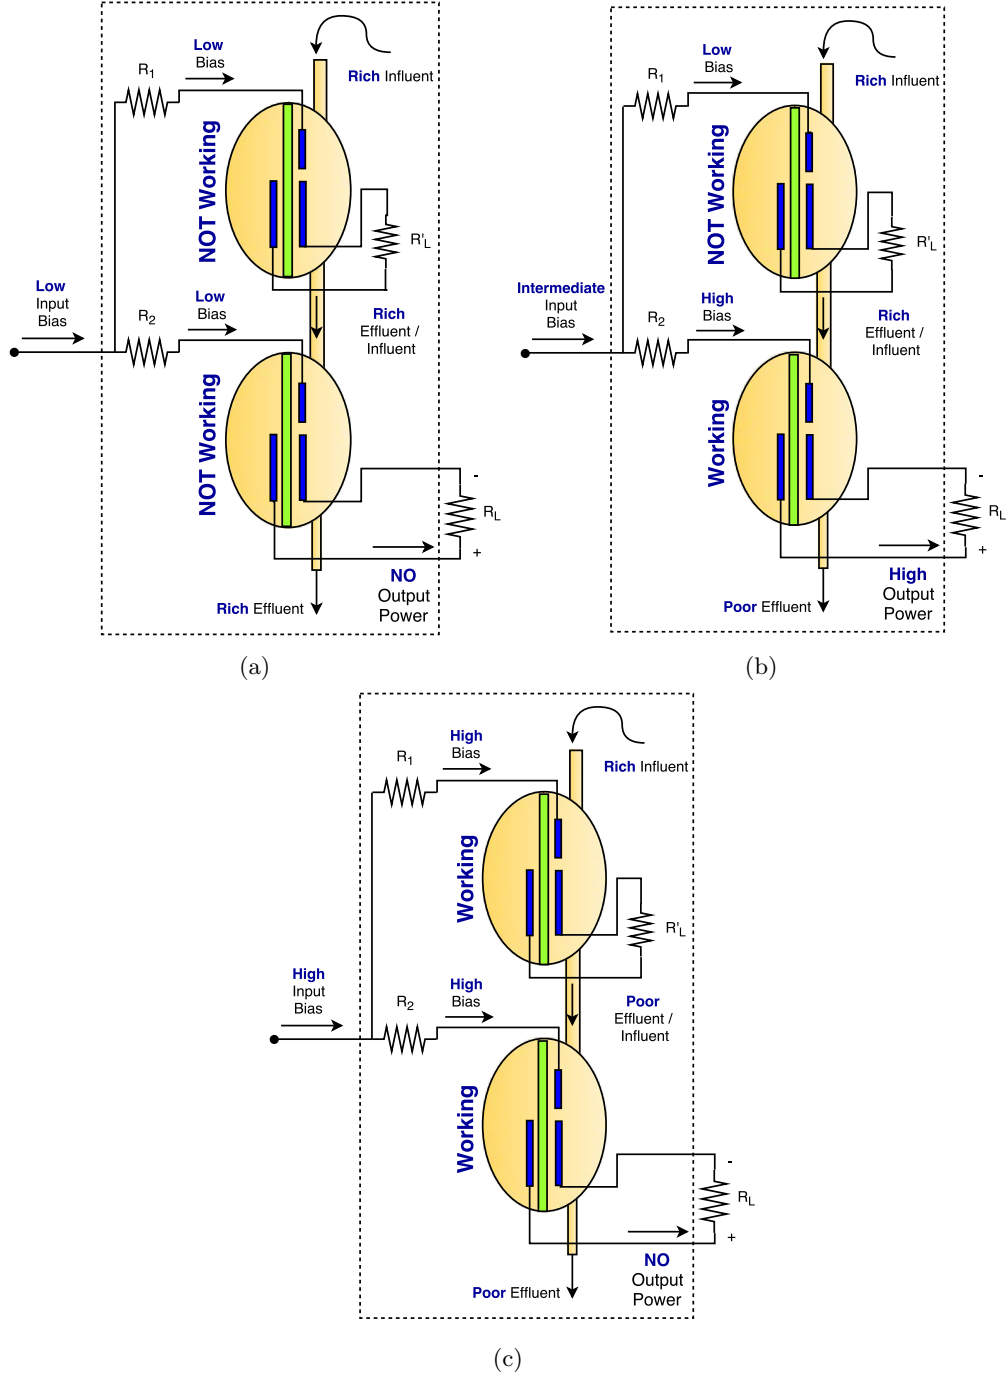 Low
Bias
R1
Rich Influent
NOT Working
R'L
Low
Input
Bias
R2
Low
Bias
Rich
Effluent /
Influent
NOT Working
-
RL
+
NO
Output
Power
Rich Effluent
(a)
Low
Bias
R1
Rich Influent
NOT Working
R'L
Intermediate
Input
Bias
R2
High
Bias
Rich
Effluent /
Influent
Working
-
RL
+
High
Output
Power
Poor Effluent
(b)
High
Bias
R1
Rich Influent
Working
R'L
High
Input
Bias
R2
High
Bias
Poor
Effluent /
Influent
Working
-
RL
+
NO
Output
Power
Poor Effluent
(c)